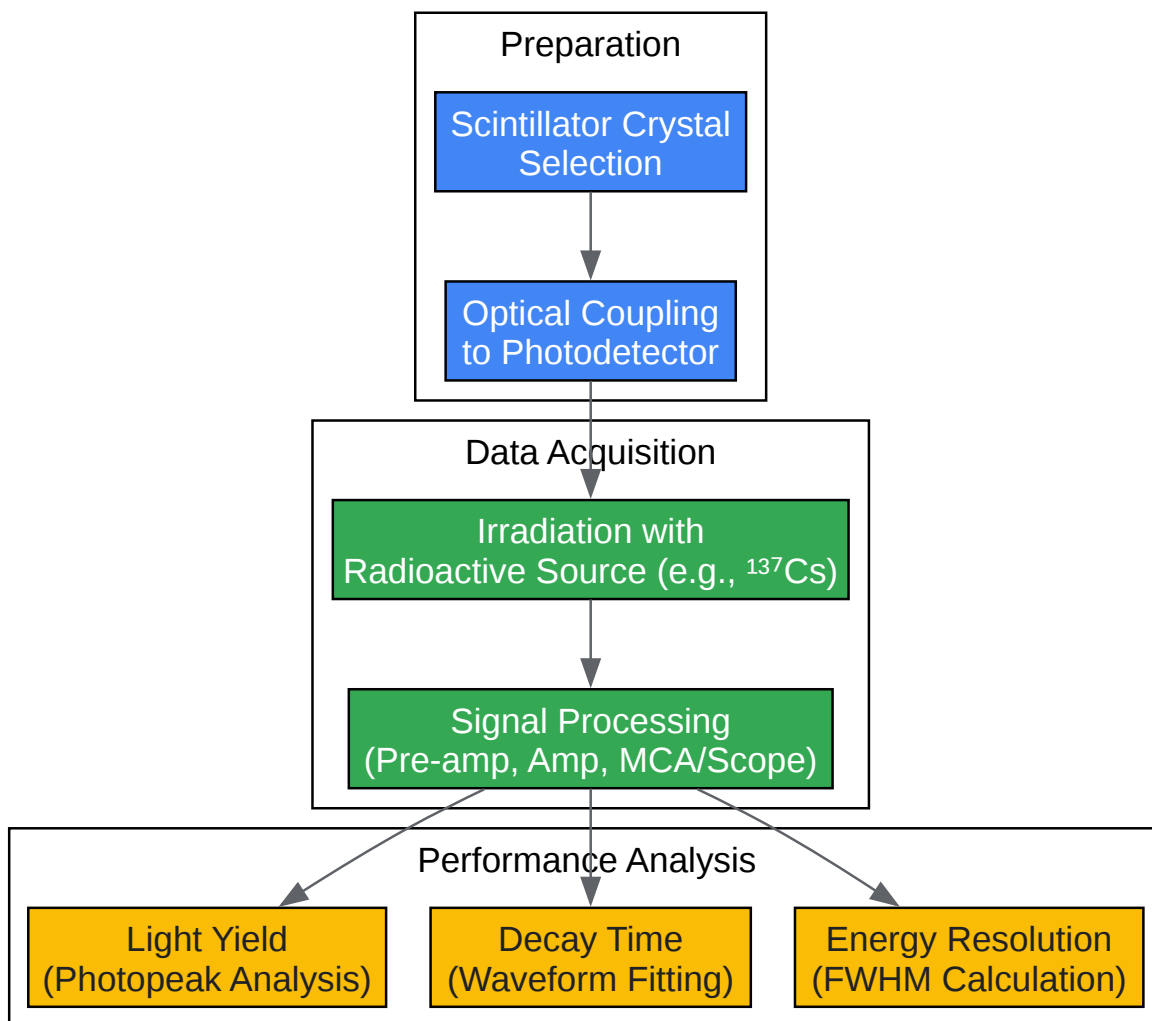 Preparation
Scintillator Crystal
Selection
Optical Coupling
to Photodetector
Data Acquisition
Irradiation with
Radioactive Source (e.g., ¹³⁷Cs)
Signal Processing
(Pre-amp, Amp, MCA/Scope)
Performance Analysis
Light Yield
(Photopeak Analysis)
Decay Time
(Waveform Fitting)
Energy Resolution
(FWHM Calculation)